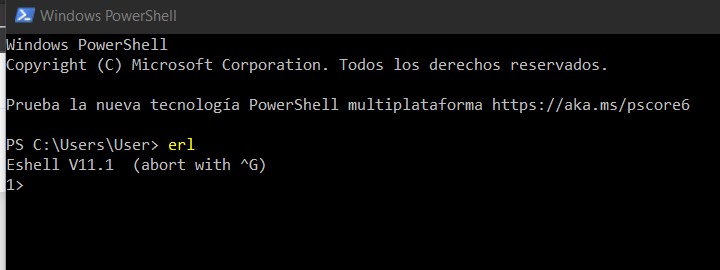 Windows PowerShell
Windows PowerShell
Copyright (C) Microsoft Corporation. Todos los derechos reservados.
Prueba la nueva tecnología PowerShell multiplataforma https://aka.ms/pscore6
PS C:\Users\User> erl
Eshell V11.1  (abort with ^G)
1>